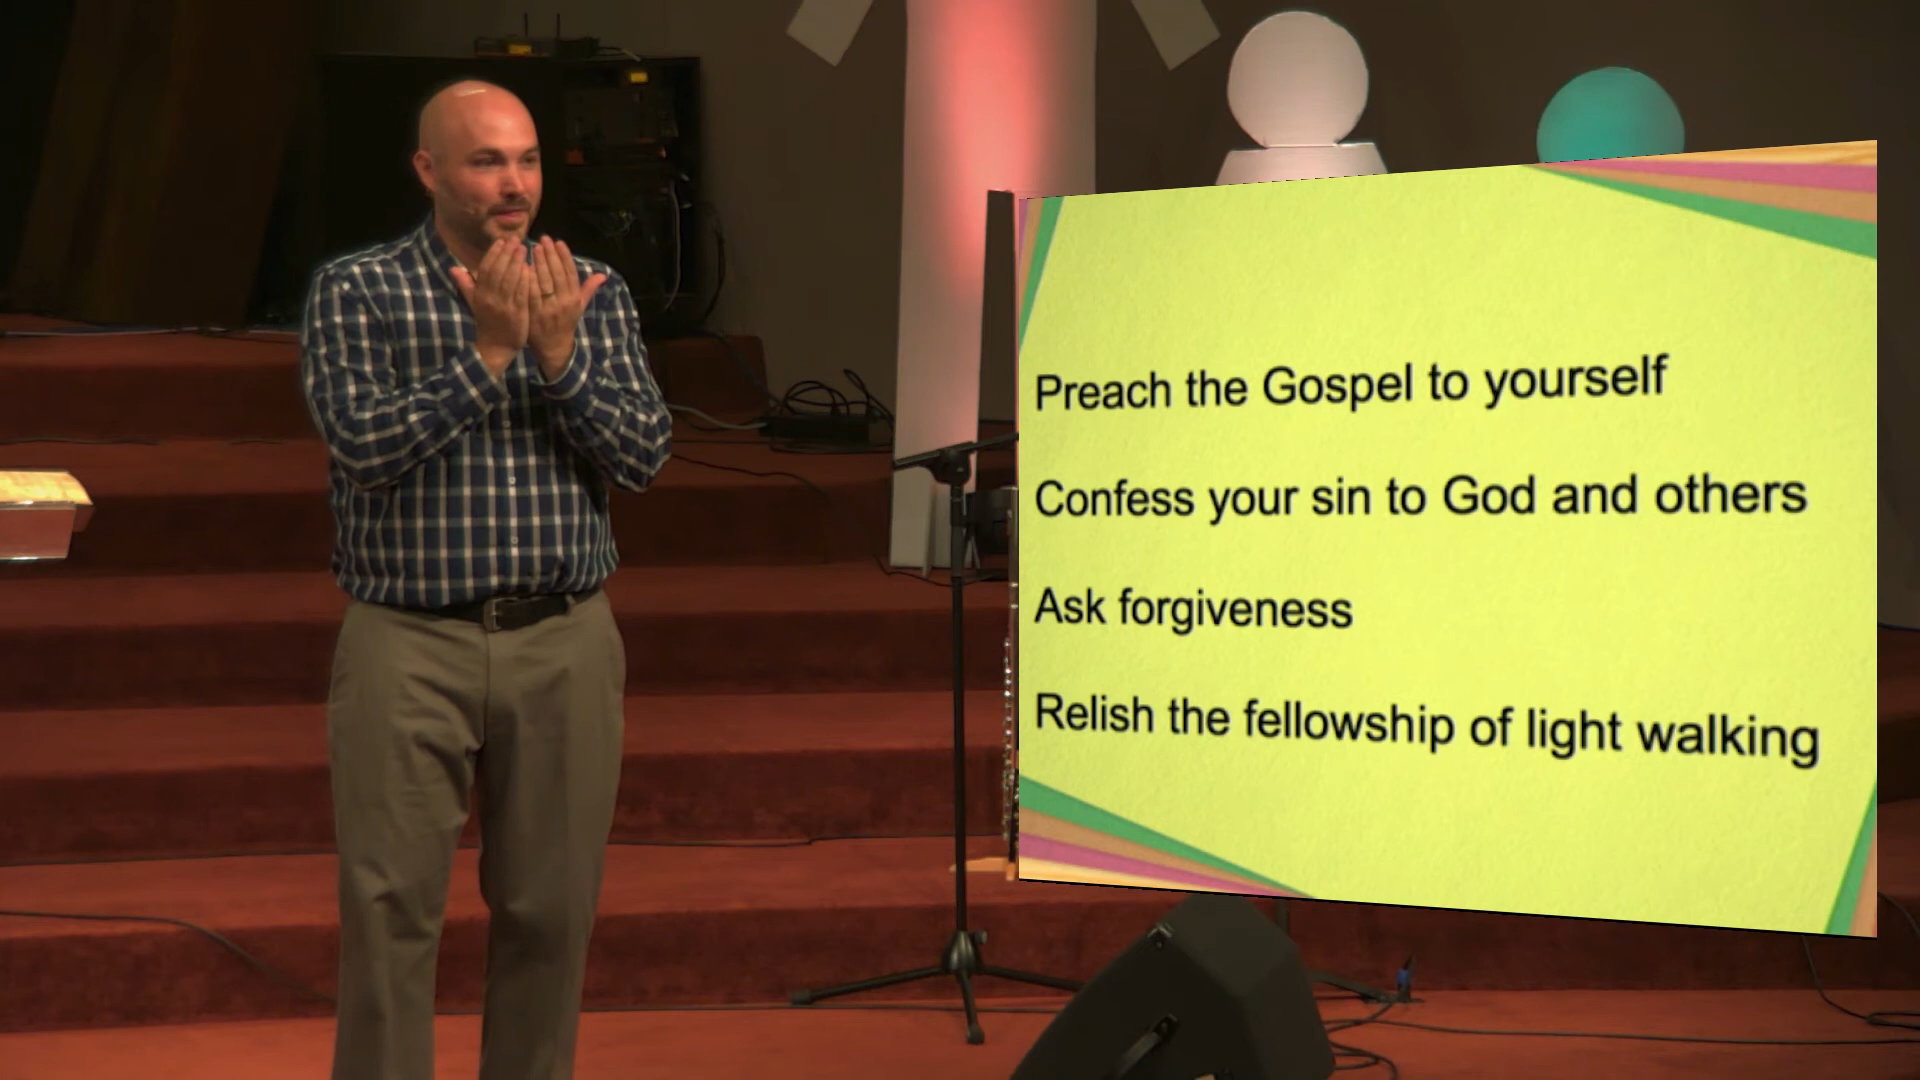 Preach the Gospel to yourself
Confess your sin to God and others
Ask forgiveness
Relish the fellowship of light walking